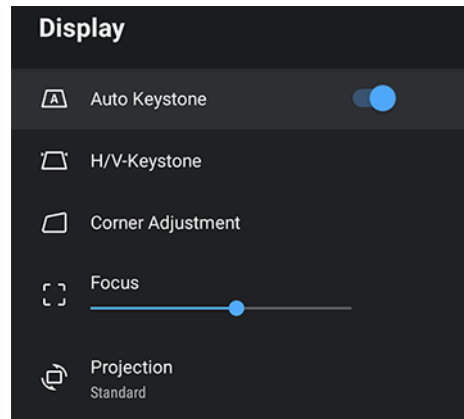 Display
A
Auto Keystone
H/V-Keystone
Corner Adjustment
Focus
Projection
Standard